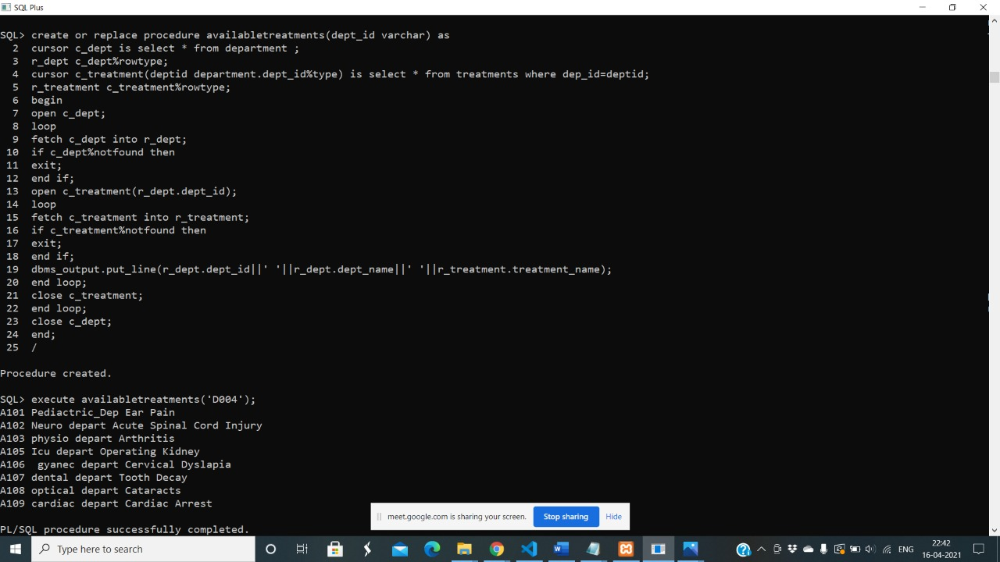 SQL Plus
SQL> create or replace procedure availabletreatments(dept_id varchar) as
2 cursor c_dept is select * from department ;
3 r_dept c_dept%rowtype;
4 cursor c_treatment(deptid department.dept_id%type) is select * from treatments where dep_id=deptid;
5 r_treatment c_treatment%rowtype;
6 begin
7 open c_dept;
8 loop
9 fetch c_dept into r_dept;
10 if c_dept%notfound then
11 exit;
12 end if;
13 open c_treatment(r_dept.dept_id);
14 loop
15 fetch c_treatment into r_treatment;
16 if c_treatment%notfound then
17 exit;
18 end if;
19 dbms_output.put_line(r_dept.dept_id||' '||r_dept.dept_name||' '||r_treatment.treatment_name);
20 end loop;
21 close c_treatment;
22 end loop;
23 close c_dept;
24 end;
25 /
Procedure created.
SQL> execute availabletreatments('D004');
A101 Pediactric_Dep Ear Pain
A102 Neuro depart Acute Spinal Cord Injury
A103 physio depart Arthritis
A105 Icu depart Operating Kidney
A106  gyanec depart Cervical Dyslapia
A107 dental depart Tooth Decay
A108 optical depart Cataracts
A109 cardiac depart Cardiac Arrest
PL/SQL procedure successfully completed.
meet.google.com is sharing your screen. Stop sharing Hide
Type here to search
ENG
22:42
16-04-2021